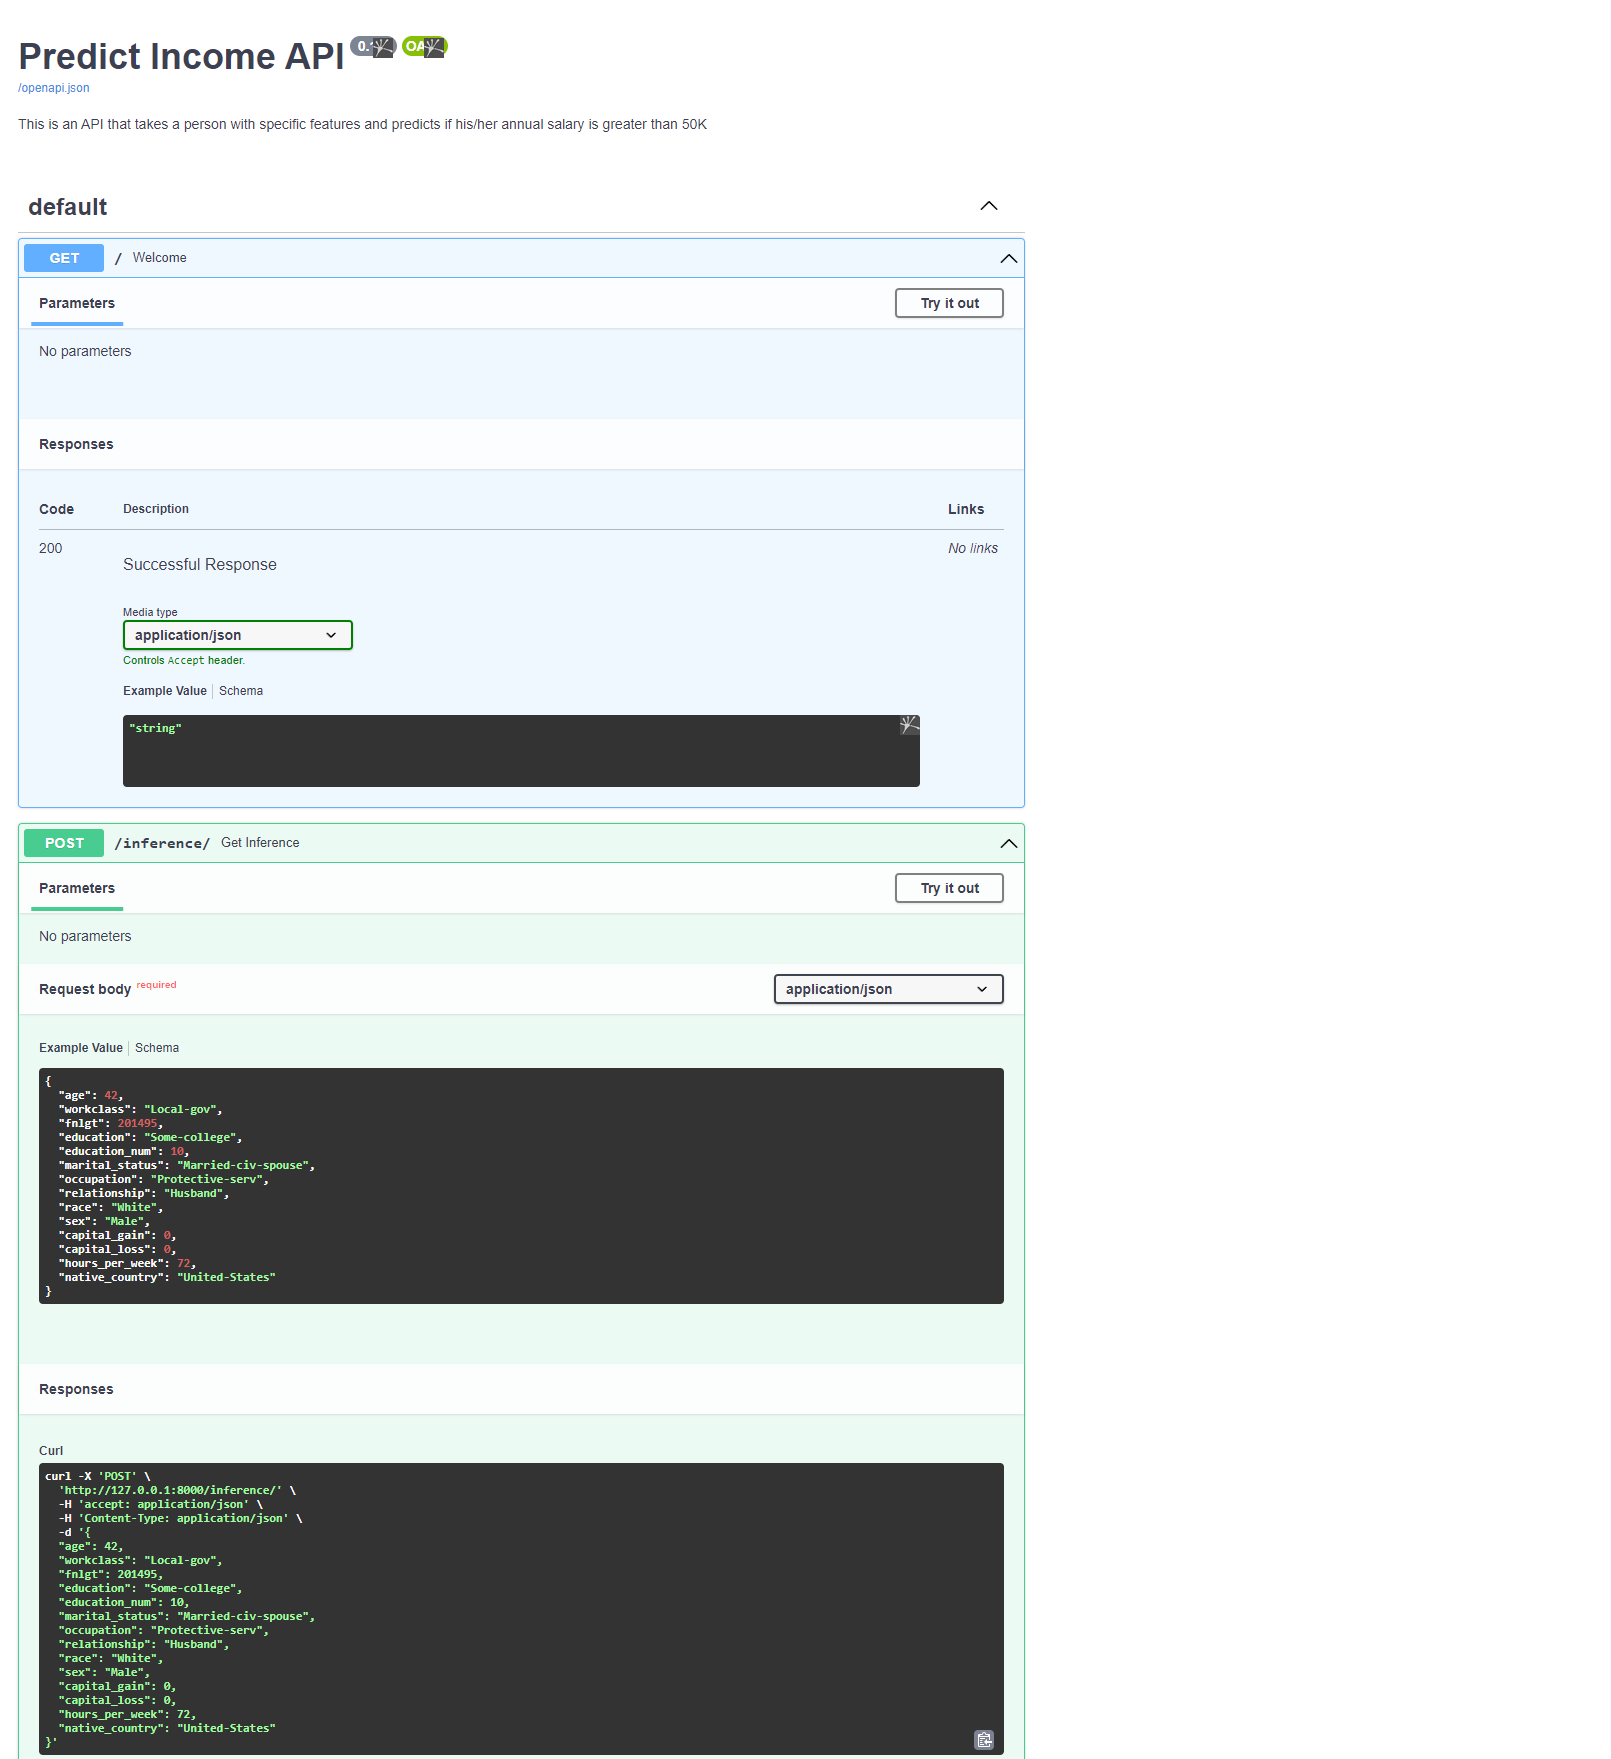 Predict Income API
/openapi.json
This is an API that takes a person with specific features and predicts if his/her annual salary is greater than 50K
default
GET / Welcome
Parameters Try it out
No parameters
Responses
Code Description Links
200 No links
Successful Response
Media type
application/json
Controls Accept header.
Example Value Schema
"string"
POST /inference/ Get Inference
Parameters Try it out
No parameters
Request body required application/json
Example Value Schema
{
"age": 42,
"workclass": "Local-gov",
"fnlgt": 201495,
"education": "Some-college",
"education_num": 10,
"marital_status": "Married-civ-spouse",
"occupation": "Protective-serv",
"relationship": "Husband",
"race": "White",
"sex": "Male",
"capital_gain": 0,
"capital_loss": 0,
"hours_per_week": 72,
"native_country": "United-States"
}
Responses
Curl
curl -X 'POST' \
'http://127.0.0.1:8000/inference/' \
-H 'accept: application/json' \
-H 'Content-Type: application/json' \
-d '{
"age": 42,
"workclass": "Local-gov",
"fnlgt": 201495,
"education": "Some-college",
"education_num": 10,
"marital_status": "Married-civ-spouse",
"occupation": "Protective-serv",
"relationship": "Husband",
"race": "White",
"sex": "Male",
"capital_gain": 0,
"capital_loss": 0,
"hours_per_week": 72,
"native_country": "United-States"
}'